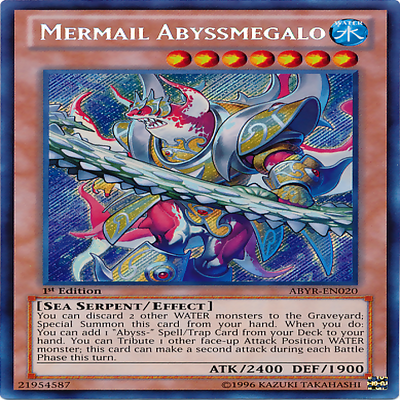 MERMAIL ABYSSMEGALO
WATER
水
1st Edition
ABYR-EN020
[SEA SERPENT/EFFECT]
You can discard 2 other WATER monsters to the Graveyard;
Special Summon this card from your hand. When you do:
You can add 1 "Abyss-" Spell/Trap Card from your Deck to your
hand. You can Tribute 1 other face-up Attack Position WATER
monster; this card can make a second attack during each Battle
Phase this turn.
ATK/2400 DEF/1900
21954587
©1996 KAZUKI TAKAHASHI